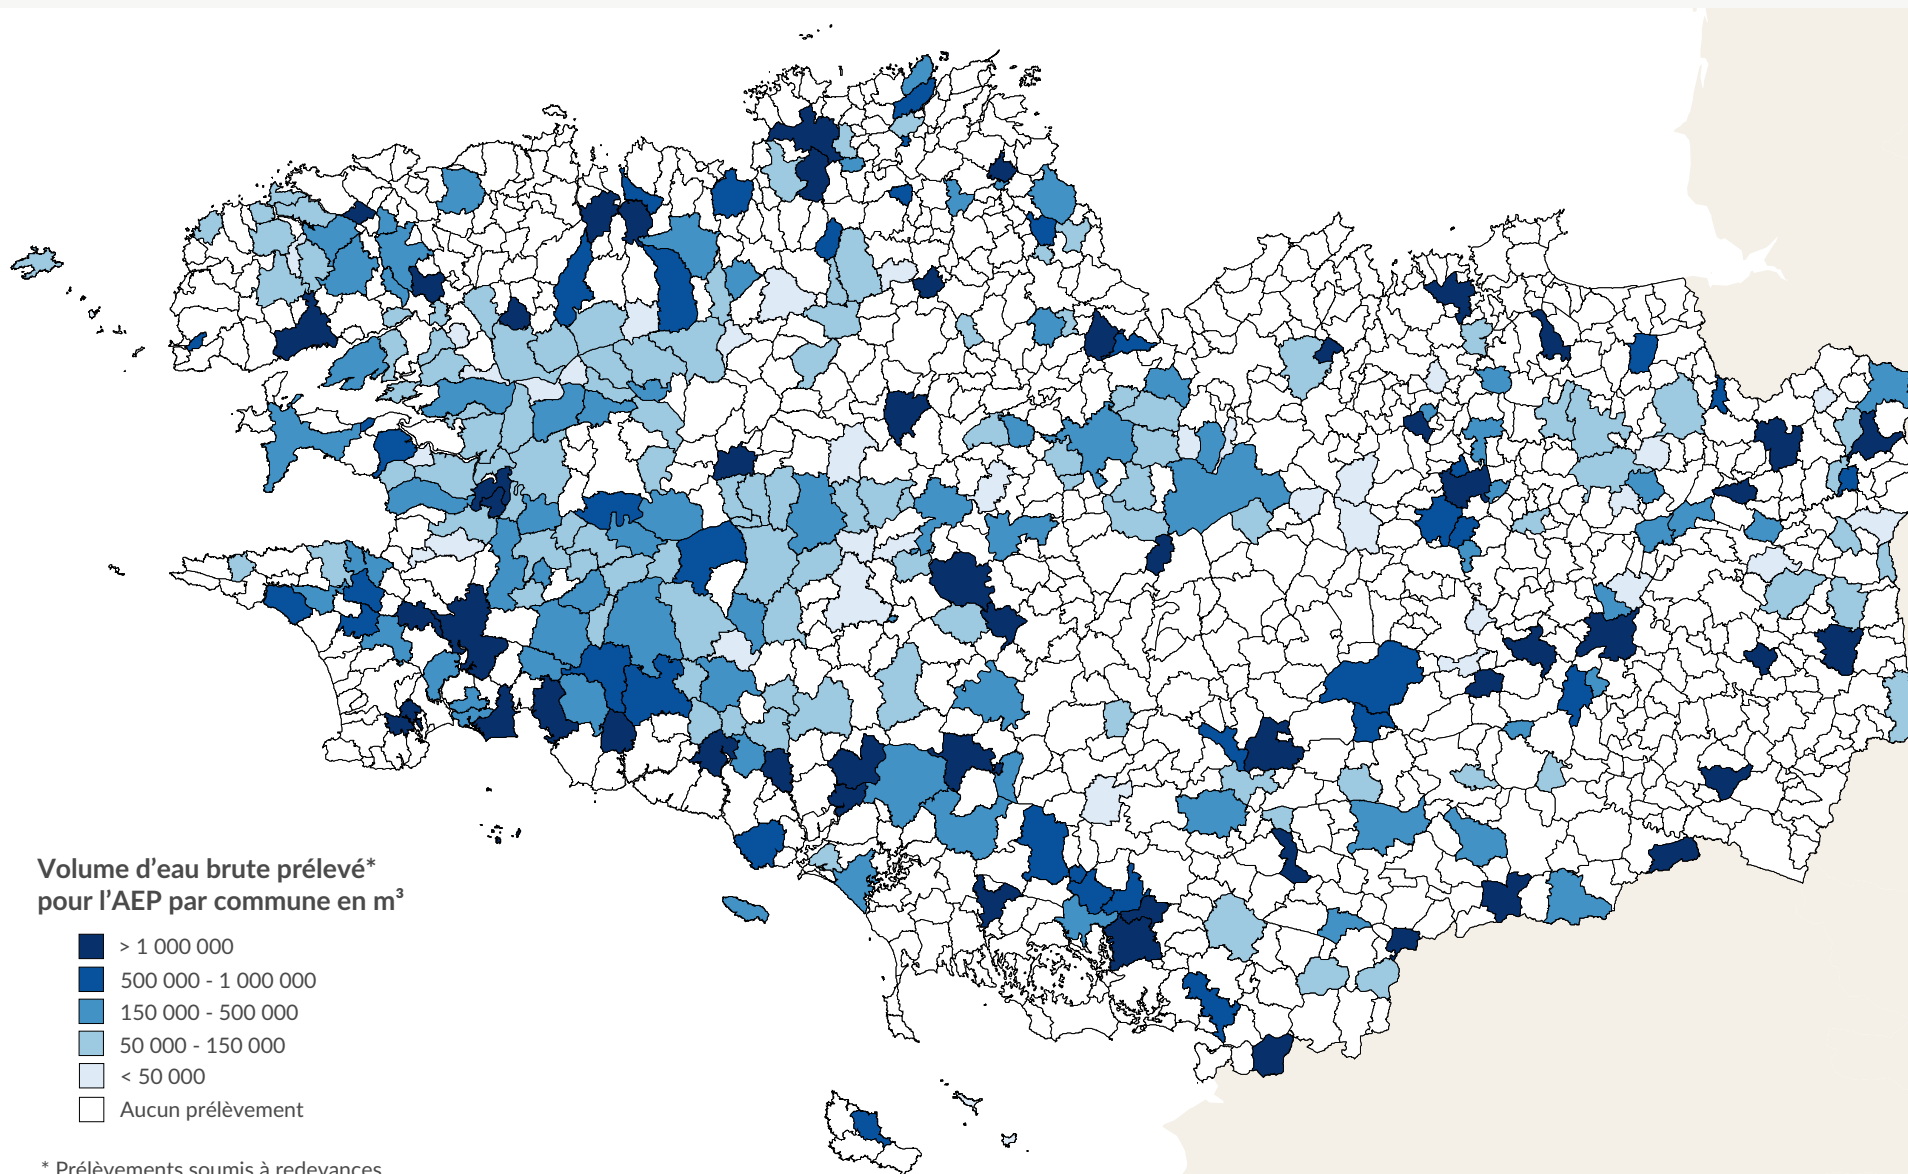 Volume d’eau brute prélevé*
pour l’AEP par commune en m³
> 1 000 000
500 000 - 1 000 000
150 000 - 500 000
50 000 - 150 000
< 50 000
Aucun prélèvement
* Prélèvements soumis à redevances